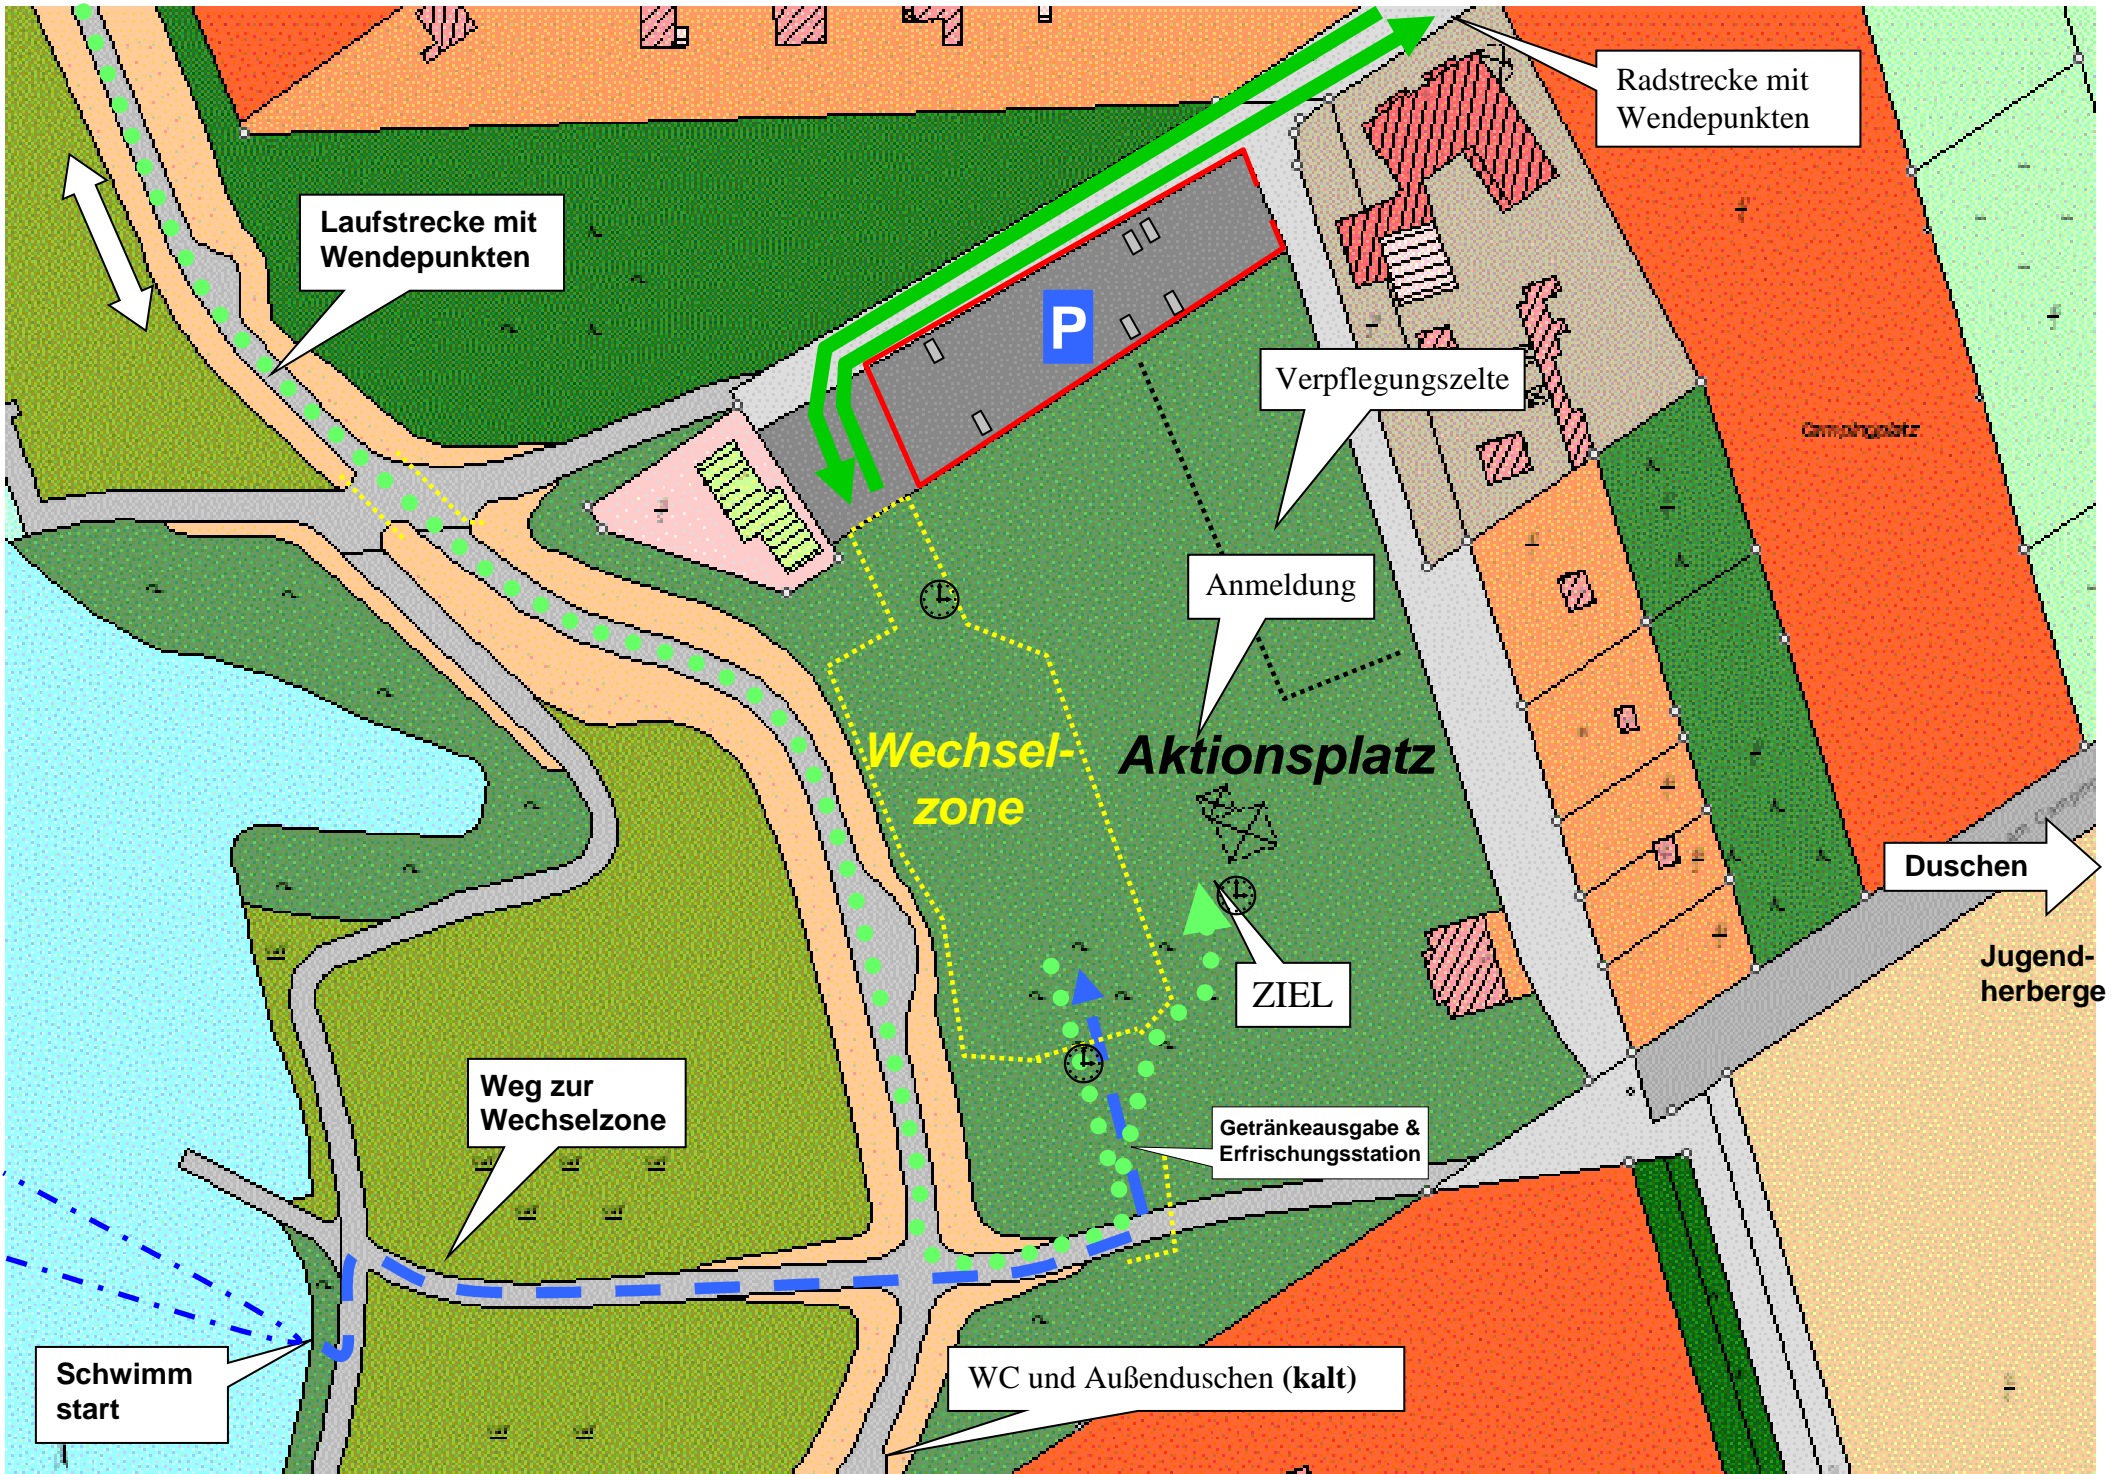 Radstrecke mit
Wendepunkten
Laufstrecke mit
Wendepunkten
P
Verpflegungszelte
Campingplatz
Anmeldung
Wechsel-
zone
Aktionsplatz
Duschen
Jugend-
herberge
ZIEL
Weg zur
Wechselzone
Getränkeausgabe &
Erfrischungsstation
Schwimm
start
WC und Außenduschen (kalt)